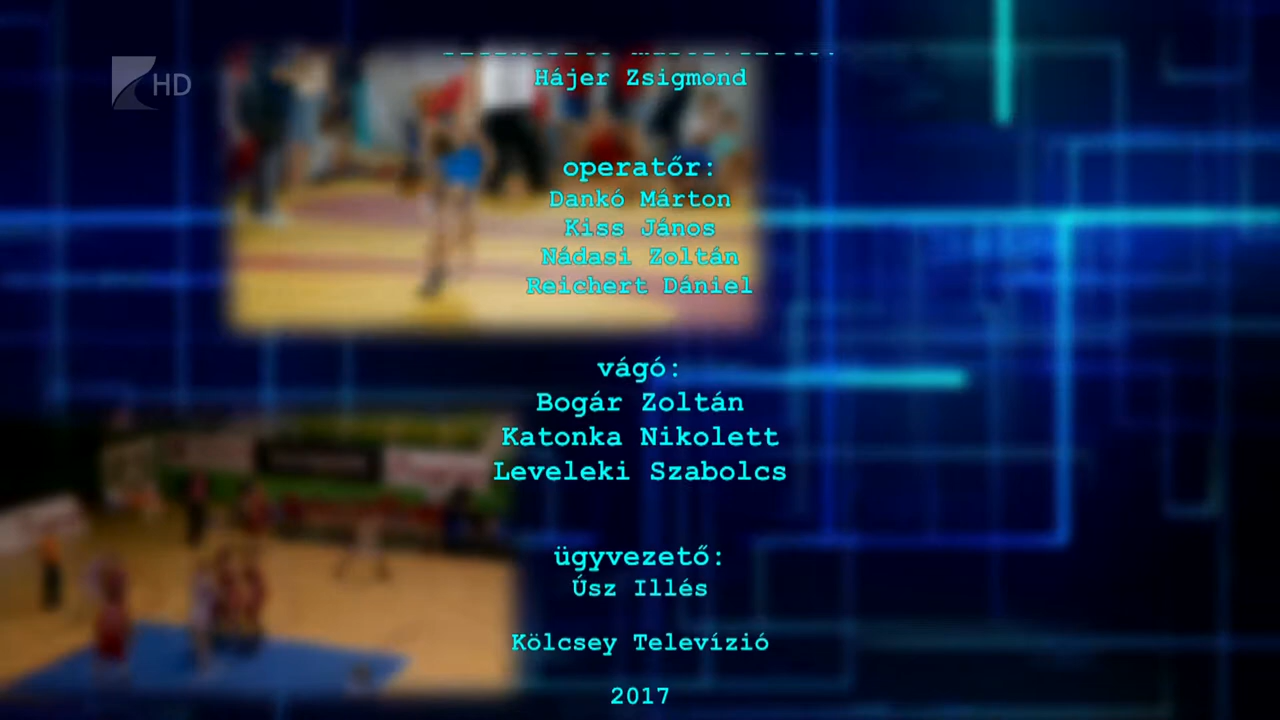 HD
Hájer Zsigmond
operatőr:
Dankó Márton
Kiss János
Nádasi Zoltán
Reichert Dániel
vágó:
Bogár Zoltán
Katonka Nikolett
Leveleki Szabolcs
ügyvezető:
Úsz Illés
Kölcsey Televízió
2017